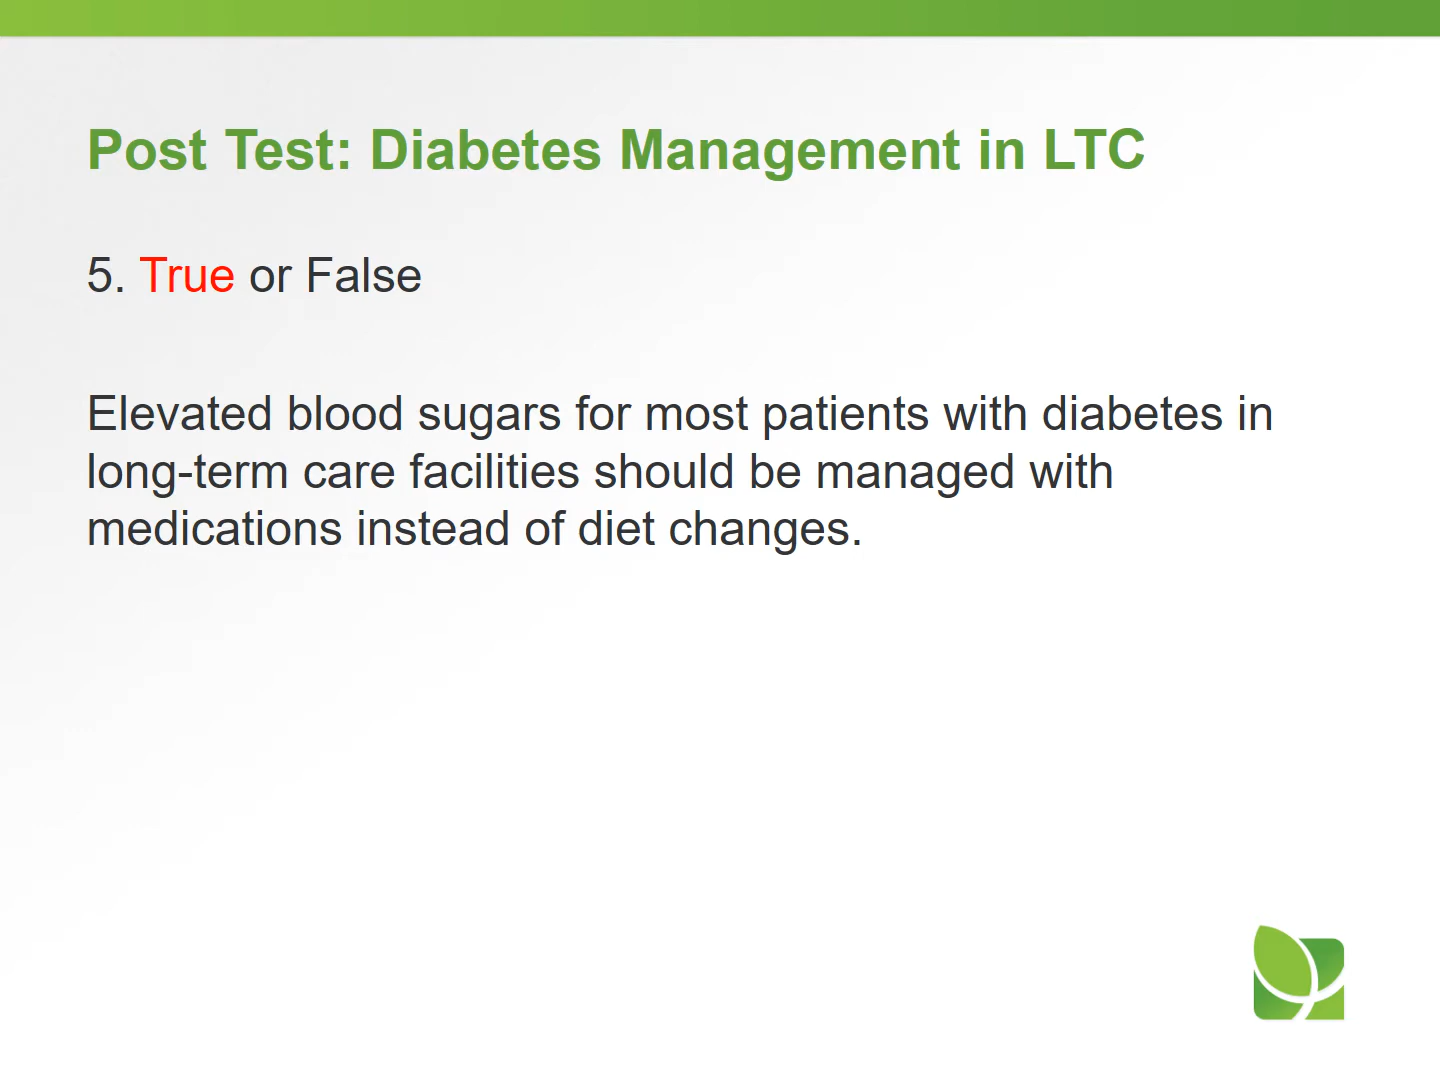 Post Test: Diabetes Management in LTC
5. True or False
Elevated blood sugars for most patients with diabetes in
long-term care facilities should be managed with
medications instead of diet changes.